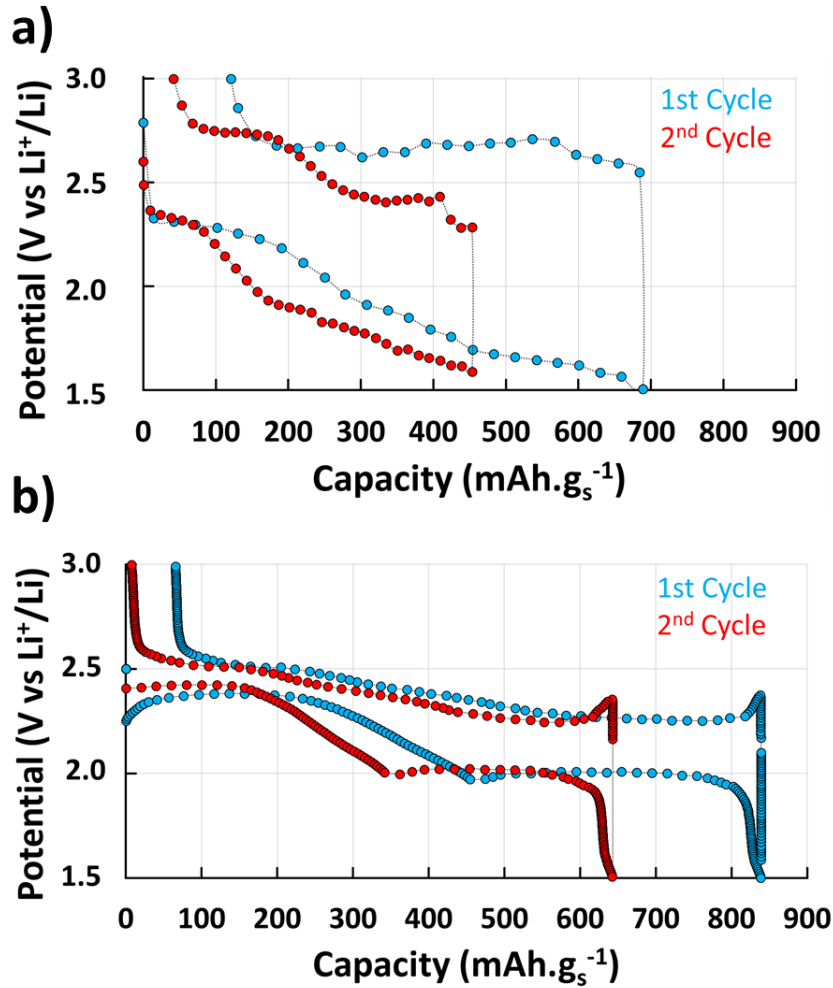 a)
3.0
2.5
2.0
1.5
Potential (V vs Li⁺/Li)
1st Cycle
2ⁿᵈ Cycle
0 100 200 300 400 500 600 700 800 900
Capacity (mAh.gₛ⁻¹)
b)
3.0
2.5
2.0
1.5
Potential (V vs Li⁺/Li)
1st Cycle
2ⁿᵈ Cycle
0 100 200 300 400 500 600 700 800 900
Capacity (mAh.gₛ⁻¹)